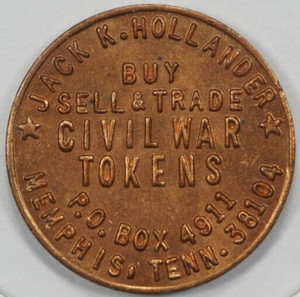 JACK K. HOLLANDER
BUY
SELL & TRADE
CIVIL WAR
TOKENS
P.O. BOX 4911
MEMPHIS, TENN. 38104